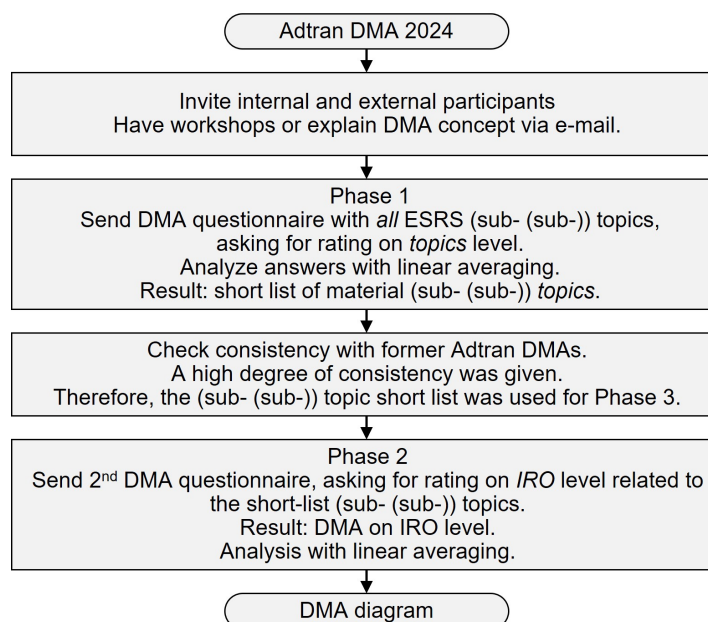 Adtran DMA 2024
Invite internal and external participants
Have workshops or explain DMA concept via e-mail.
Phase 1
Send DMA questionnaire with all ESRS (sub- (sub-)) topics,
asking for rating on topics level.
Analyze answers with linear averaging.
Result: short list of material (sub- (sub-)) topics.
Check consistency with former Adtran DMAs.
A high degree of consistency was given.
Therefore, the (sub- (sub-)) topic short list was used for Phase 3.
Phase 2
Send 2nd DMA questionnaire, asking for rating on IRO level related to
the short-list (sub- (sub-)) topics.
Result: DMA on IRO level.
Analysis with linear averaging.
DMA diagram